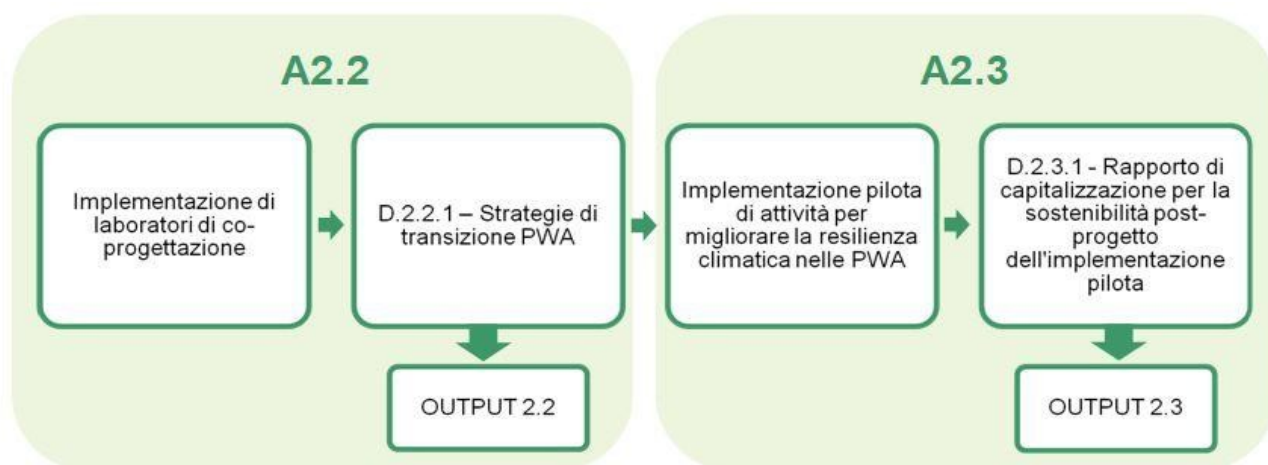 A2.2
Implementazione di
laboratori di co-
progettazione
D.2.2.1 – Strategie di
transizione PWA
OUTPUT 2.2
A2.3
Implementazione pilota
di attività per
migliorare la resilienza
climatica nelle PWA
D.2.3.1 - Rapporto di
capitalizzazione per la
sostenibilità post-
progetto
dell'implementazione
pilota
OUTPUT 2.3